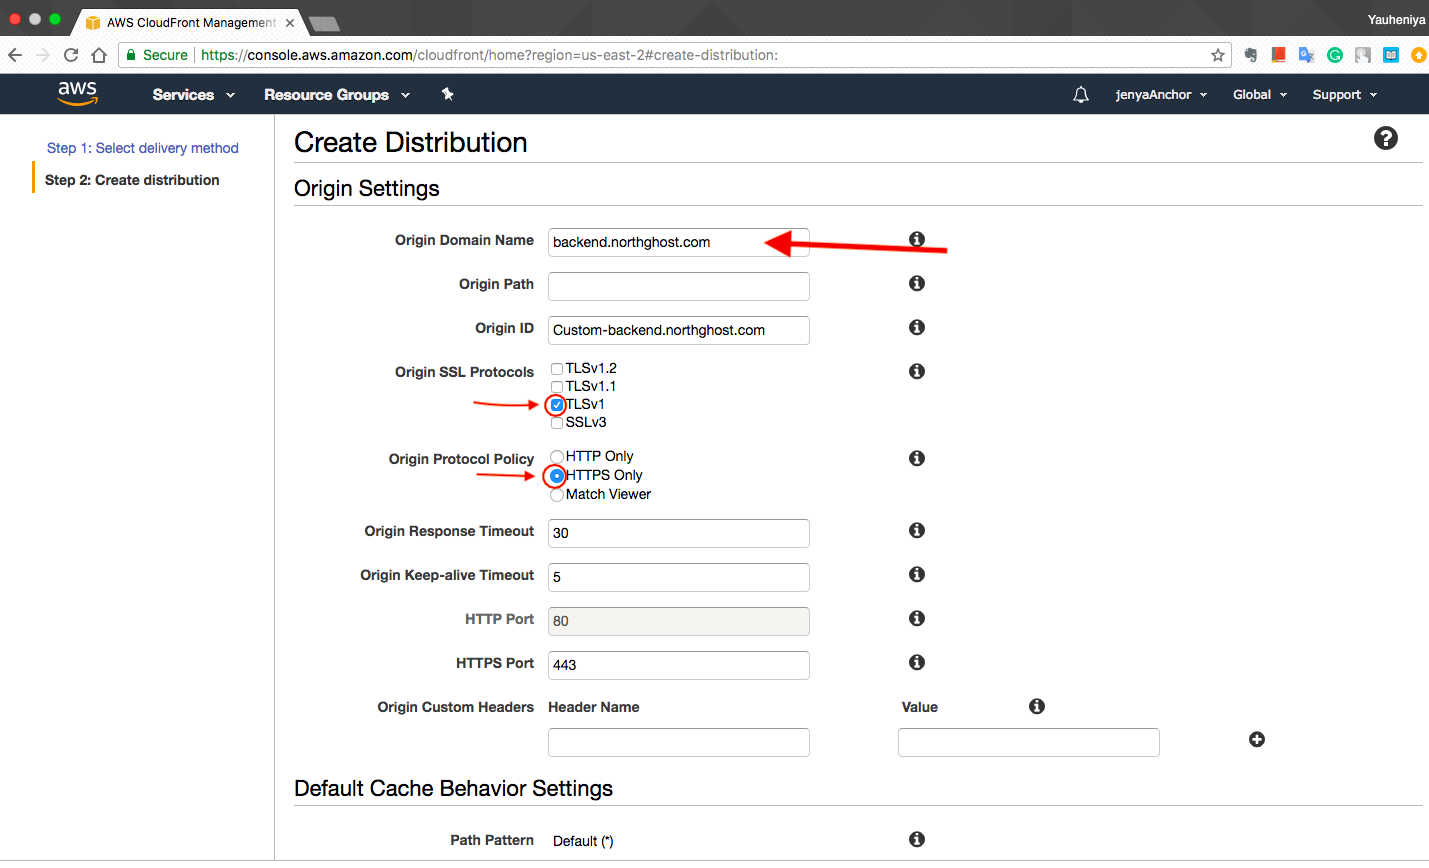 AWS CloudFront Management
Yauheniya
Secure
https://console.aws.amazon.com/cloudfront/home?region=us-east-2#create-distribution:
aws
Services
Resource Groups
jenyaAnchor
Global
Support
Step 1: Select delivery method
Step 2: Create distribution
Create Distribution
Origin Settings
Origin Domain Name
backend.northghost.com
Origin Path
Origin ID
Custom-backend.northghost.com
Origin SSL Protocols
TLSv1.2
TLSv1.1
TLSv1
SSLv3
Origin Protocol Policy
HTTP Only
HTTPS Only
Match Viewer
Origin Response Timeout
30
Origin Keep-alive Timeout
5
HTTP Port
80
HTTPS Port
443
Origin Custom Headers
Header Name
Value
Default Cache Behavior Settings
Path Pattern
Default (*)